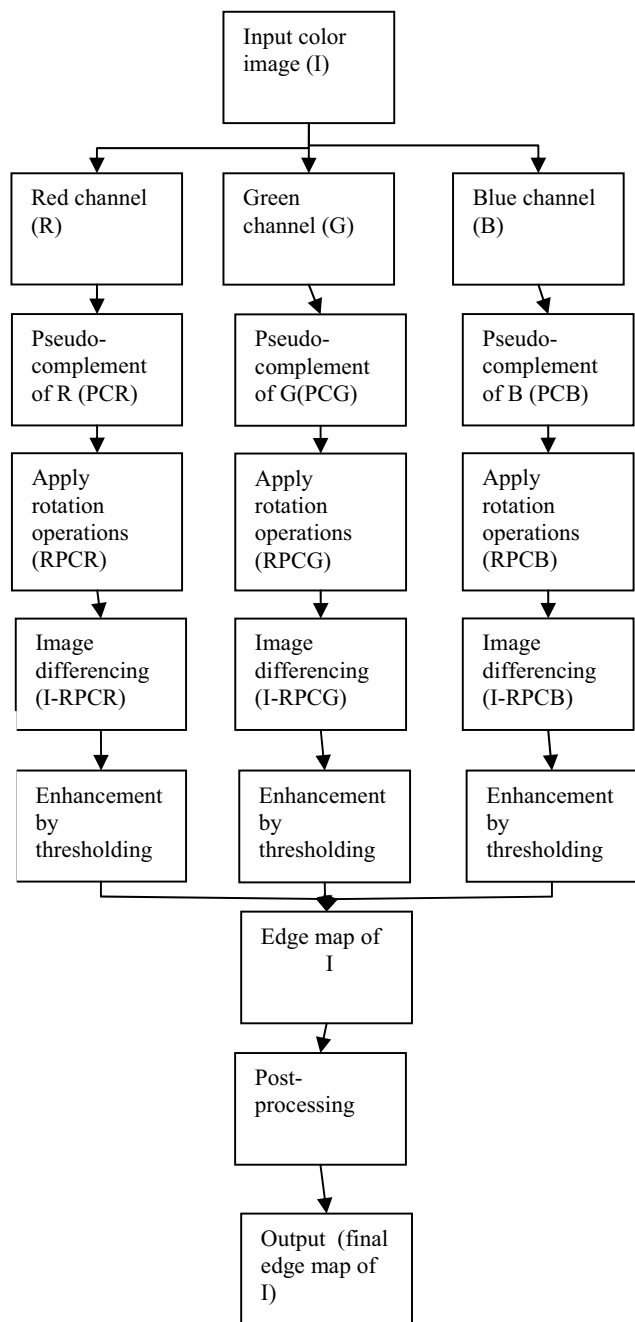 Input color
image (I)
Red channel
(R)
Green
channel (G)
Blue channel
(B)
Pseudo-
complement
of R (PCR)
Pseudo-
complement
of G(PCG)
Pseudo-
complement
of B (PCB)
Apply
rotation
operations
(RPCR)
Apply
rotation
operations
(RPCG)
Apply
rotation
operations
(RPCB)
Image
differencing
(I-RPCR)
Image
differencing
(I-RPCG)
Image
differencing
(I-RPCB)
Enhancement
by
thresholding
Enhancement
by
thresholding
Enhancement
by
thresholding
Edge map of
I
Post-
processing
Output (final
edge map of
I)